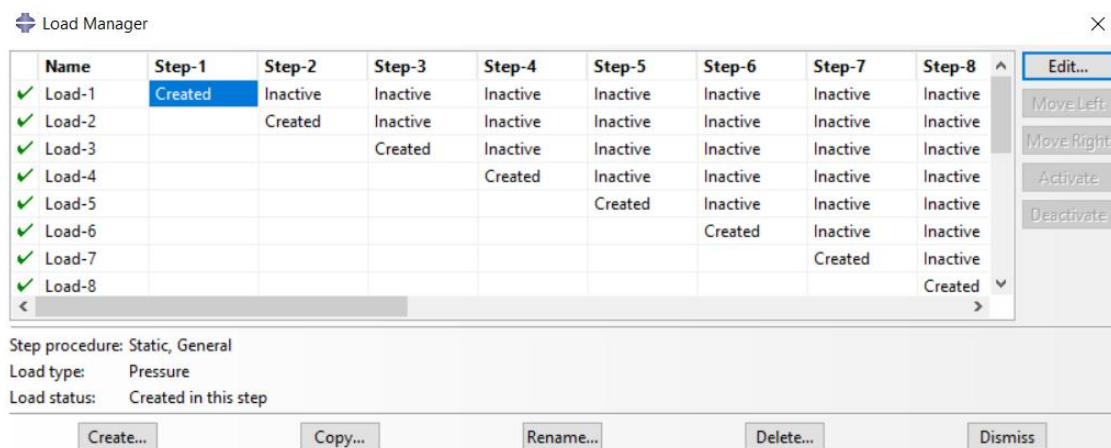 Load Manager
Name Step-1 Step-2 Step-3 Step-4 Step-5 Step-6 Step-7 Step-8 Edit...
Load-1 Created Inactive Inactive Inactive Inactive Inactive Inactive Inactive Move Left
Load-2 Created Inactive Inactive Inactive Inactive Inactive Inactive Move Right
Load-3 Created Inactive Inactive Inactive Inactive Inactive
Load-4 Created Inactive Inactive Inactive Inactive Activate
Load-5 Created Inactive Inactive Inactive Deactivate
Load-6 Created Inactive Inactive
Load-7 Created Inactive
Load-8 Created
Step procedure: Static, General
Load type: Pressure
Load status: Created in this step
Create... Copy... Rename... Delete... Dismiss